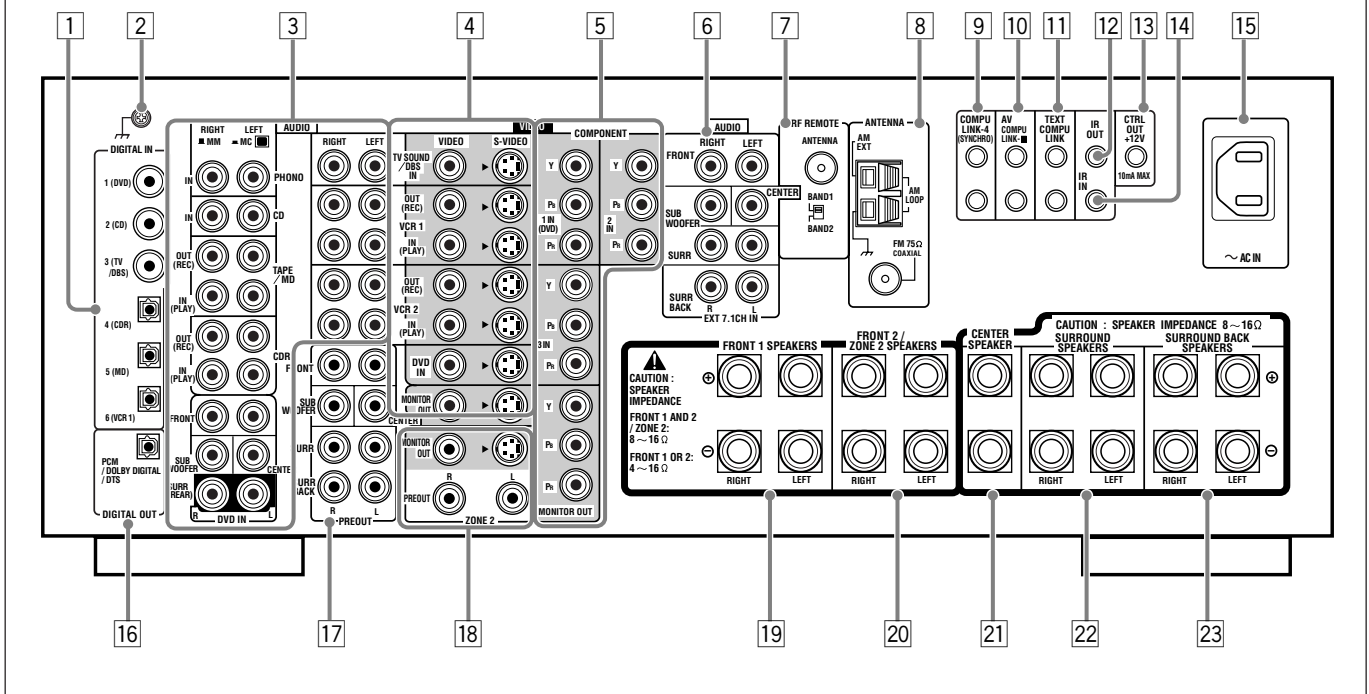 1
2
3
4
5
6
7
8
9
10
11
12
13
14
15
DIGITAL IN
1 (DVD)
2 (CD)
3 (TV
/DBS)
4 (CDR)
5 (MD)
6 (VCR 1)
PCM
/DOLBY DIGITAL
/DTS
DIGITAL OUT
RIGHT
LEFT
AUDIO
MM
MC
IN
PHONO
IN
CD
OUT
(REC)
TAPE
/MD
IN
(PLAY)
OUT
(REC)
CDR
IN
(PLAY)
FRONT
SUB
WOOFER
CENTER
SURR
(REAR)
R
L
DVD IN
RIGHT
LEFT
FRONT
SUB
WOOFER
CENTER
SURR
SURR
BACK
R
L
PREOUT
VIDEO
VIDEO
S-VIDEO
TV SOUND
/DBS
IN
OUT
(REC)
VCR 1
IN
(PLAY)
OUT
(REC)
VCR 2
IN
(PLAY)
DVD
IN
MONITOR
OUT
MONITOR
OUT
R
L
PREOUT
ZONE 2
COMPONENT
Y
Y
PB
PB
1 IN
(DVD)
2
IN
PR
PR
Y
PB
3 IN
PR
Y
PB
PR
MONITOR OUT
AUDIO
RIGHT
LEFT
FRONT
CENTER
SUB
WOOFER
SURR
SURR
BACK
R
L
EXT 7.1CH IN
RF REMOTE
ANTENNA
BAND1
BAND2
ANTENNA
AM
EXT
AM
LOOP
FM 75Ω
COAXIAL
COMPU
LINK-4
(SYNCHRO)
AV
COMPU
LINK-
TEXT
COMPU
LINK
IR
OUT
IR
IN
CTRL
OUT
+12V
10mA MAX
∼ AC IN
CAUTION :
SPEAKER
IMPEDANCE
FRONT 1 AND 2
/ ZONE 2:
8∼16 Ω
FRONT 1 OR 2:
4∼16 Ω
FRONT 1 SPEAKERS
+
−
RIGHT
LEFT
FRONT 2 /
ZONE 2 SPEAKERS
RIGHT
LEFT
CENTER
SPEAKER
CAUTION : SPEAKER IMPEDANCE 8∼16 Ω
SURROUND
SPEAKERS
RIGHT
LEFT
SURROUND BACK
SPEAKERS
+
−
RIGHT
LEFT
16
17
18
19
20
21
22
23